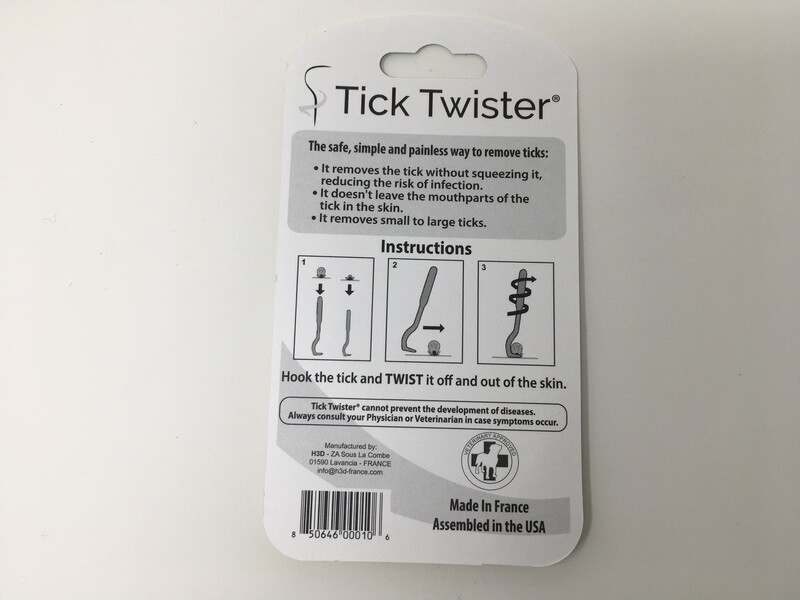 Tick Twister®
The safe, simple and painless way to remove ticks:
• It removes the tick without squeezing it,
reducing the risk of infection.
• It doesn't leave the mouthparts of the
tick in the skin.
• It removes small to large ticks.
Instructions
1
2
3
Hook the tick and TWIST it off and out of the skin.
Tick Twister® cannot prevent the development of diseases.
Always consult your Physician or Veterinarian in case symptoms occur.
Manufactured by:
H3D - ZA Sous La Combe
01590 Lavancia - FRANCE
info@h3d-france.com
VETERINARY APPROVED
Made In France
Assembled in the USA
8 50646 00010 6